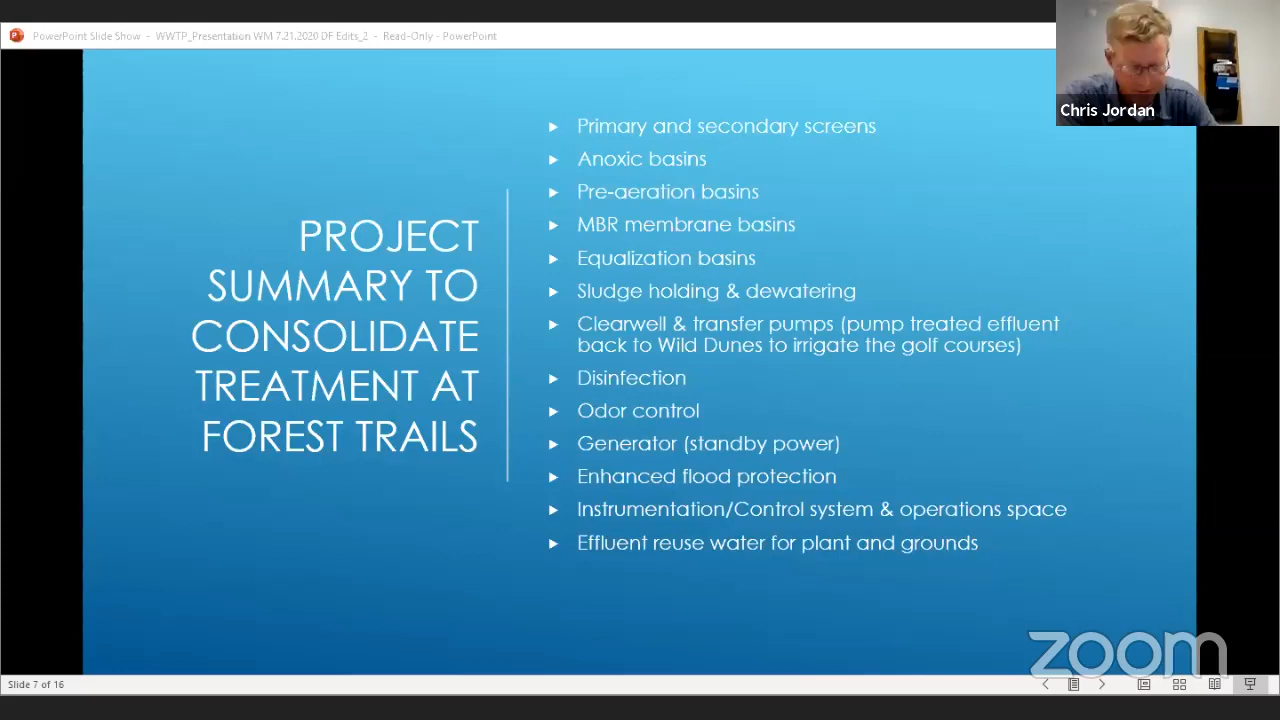 PowerPoint Slide Show - WWTP_Presentation WM 7.21.2020 DF Edits_2 - Read-Only - PowerPoint
Chris Jordan
PROJECT
SUMMARY TO
CONSOLIDATE
TREATMENT AT
FOREST TRAILS
Primary and secondary screens
Anoxic basins
Pre-aeration basins
MBR membrane basins
Equalization basins
Sludge holding & dewatering
Clearwell & transfer pumps (pump treated effluent
back to Wild Dunes to irrigate the golf courses)
Disinfection
Odor control
Generator (standby power)
Enhanced flood protection
Instrumentation/Control system & operations space
Effluent reuse water for plant and grounds
zoom
Slide 7 of 16